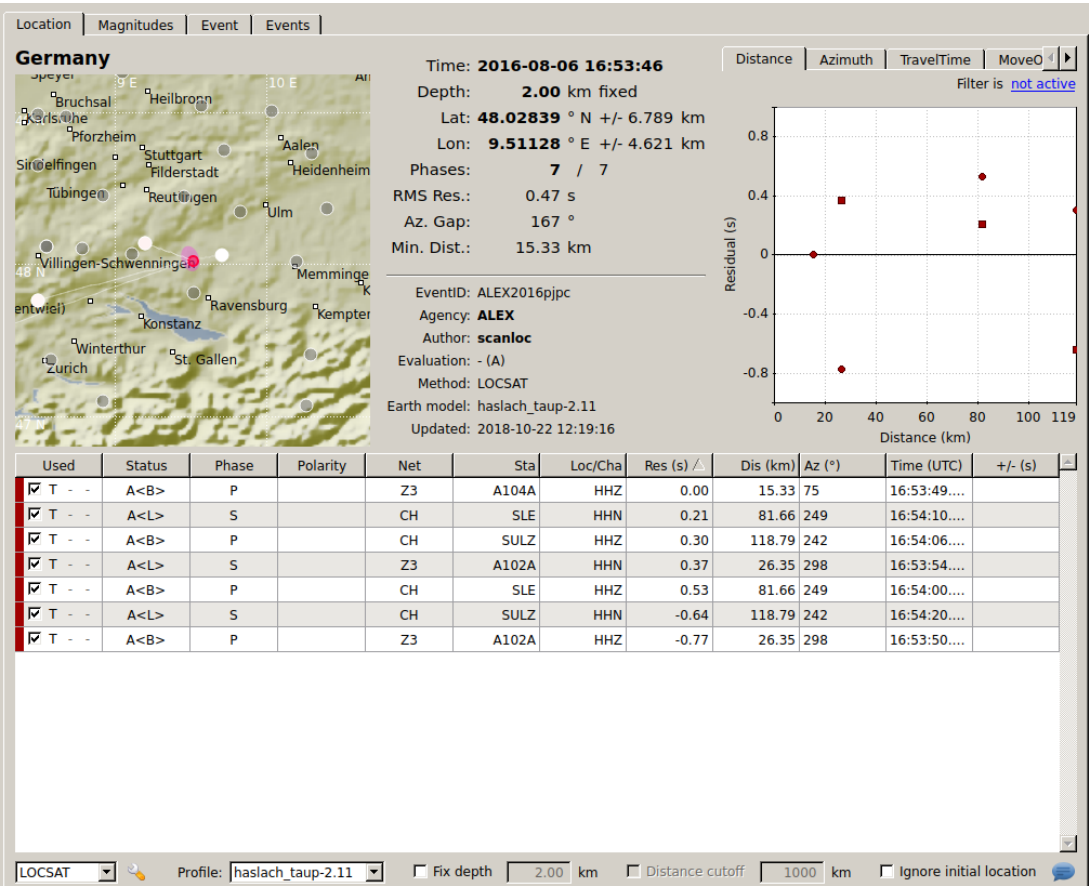 Location Magnitudes Event Events
Germany
Speyer
9 E
10 E
Bruchsal
Heilbronn
Karlsruhe
Pforzheim
Stuttgart
Aalen
Sindelfingen
Filderstadt
Heidenheim
Tübingen
Reutlingen
Ulm
Villingen-Schwenningen
48 N
Memminge
K
entwiel)
Ravensburg
Kempten
Konstanz
Winterthur
St. Gallen
Zurich
47 N
Time: 2016-08-06 16:53:46
Depth: 2.00 km fixed
Lat: 48.02839 ° N +/- 6.789 km
Lon: 9.51128 ° E +/- 4.621 km
Phases: 7 / 7
RMS Res.: 0.47 s
Az. Gap: 167 °
Min. Dist.: 15.33 km
EventID: ALEX2016pjpc
Agency: ALEX
Author: scanloc
Evaluation: - (A)
Method: LOCSAT
Earth model: haslach_taup-2.11
Updated: 2018-10-22 12:19:16
Distance Azimuth TravelTime MoveO
Filter is not active
Residual (s)
0.8
0.4
0
-0.4
-0.8
0 20 40 60 80 100 119
Distance (km)
Used Status Phase Polarity Net Sta Loc/Cha Res (s) Dis (km) Az (°) Time (UTC) +/- (s)
T - - A<B> P Z3 A104A HHZ 0.00 15.33 75 16:53:49....
T - - A<L> S CH SLE HHN 0.21 81.66 249 16:54:10....
T - - A<B> P CH SULZ HHZ 0.30 118.79 242 16:54:06....
T - - A<L> S Z3 A102A HHN 0.37 26.35 298 16:53:54....
T - - A<B> P CH SLE HHZ 0.53 81.66 249 16:54:00....
T - - A<L> S CH SULZ HHN -0.64 118.79 242 16:54:20....
T - - A<B> P Z3 A102A HHZ -0.77 26.35 298 16:53:50....
LOCSAT Profile: haslach_taup-2.11 Fix depth 2.00 km Distance cutoff 1000 km Ignore initial location